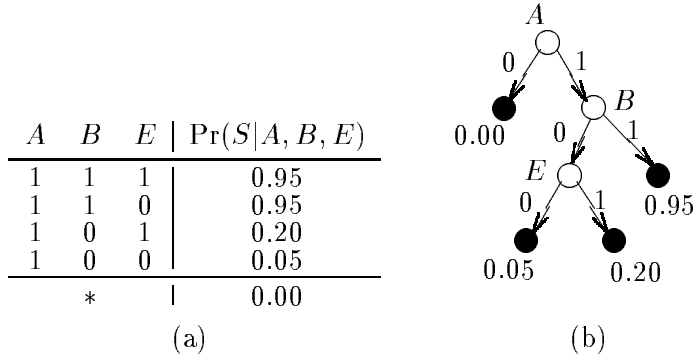 A B E Pr(S|A, B, E)
1 1 1 0.95
1 1 0 0.95
1 0 1 0.20
1 0 0 0.05
* 0.00
(a)
A
0 1
0.00
B
0 1
E
0.95
0 1
0.05 0.20
(b)